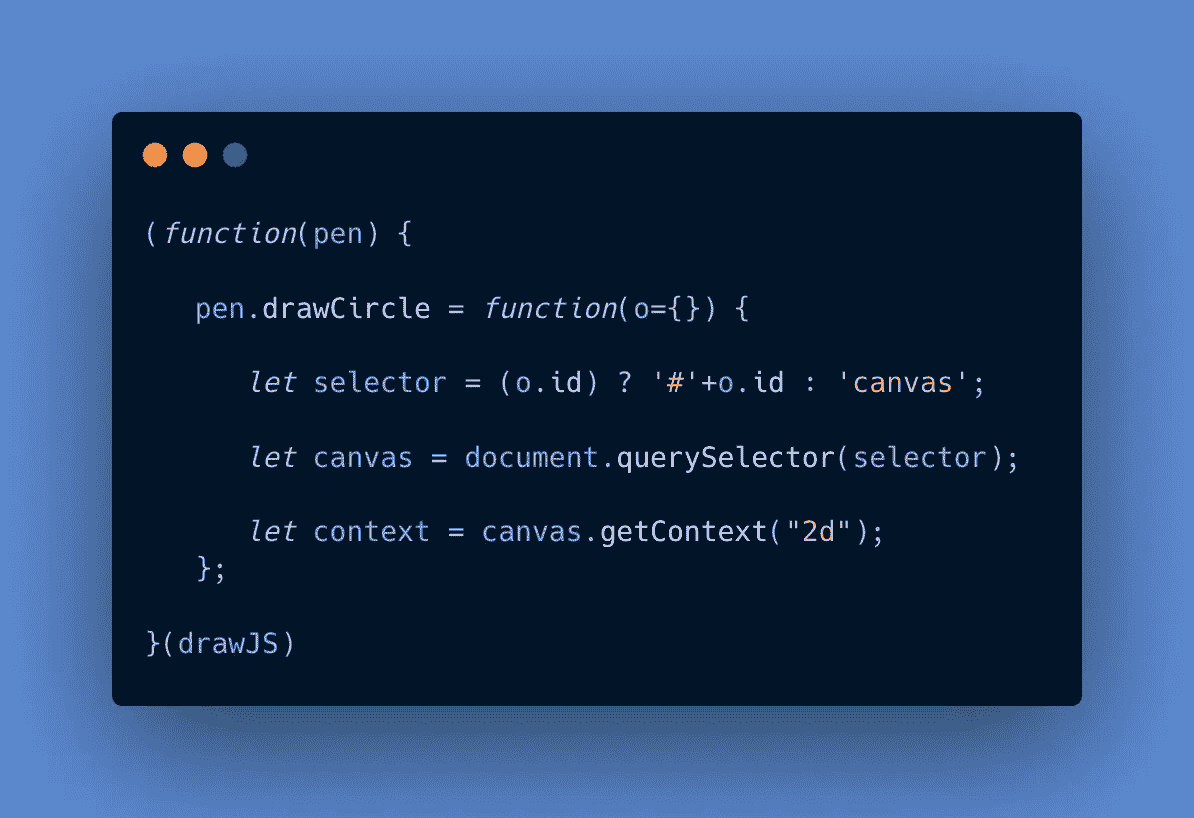 (function(pen) {
pen.drawCircle = function(o={}) {
let selector = (o.id) ? '#'+o.id : 'canvas';
let canvas = document.querySelector(selector);
let context = canvas.getContext("2d");
};
}(drawJS)